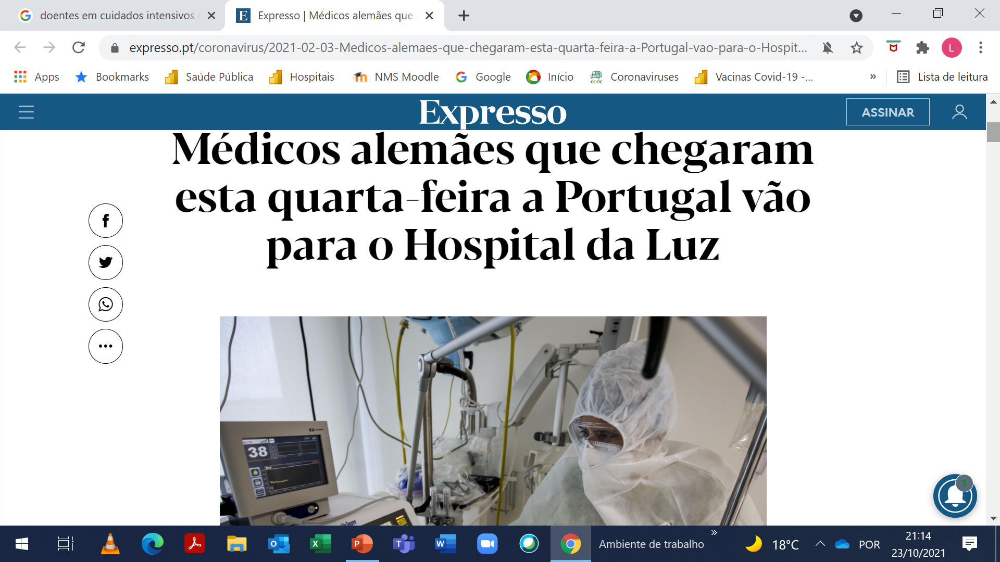 doentes em cuidados intensivos
Expresso | Médicos alemães que
expresso.pt/coronavirus/2021-02-03-Medicos-alemaes-que-chegaram-esta-quarta-feira-a-Portugal-vao-para-o-Hospit...
L
Apps
Bookmarks
Saúde Pública
Hospitais
NMS Moodle
Google
Início
Coronaviruses
Vacinas Covid-19 -...
»
Lista de leitura
Expresso
ASSINAR
Médicos alemães que chegaram
esta quarta-feira a Portugal vão
para o Hospital da Luz
38
Dräger
1
Ambiente de trabalho
»
18°C
POR
21:14
23/10/2021